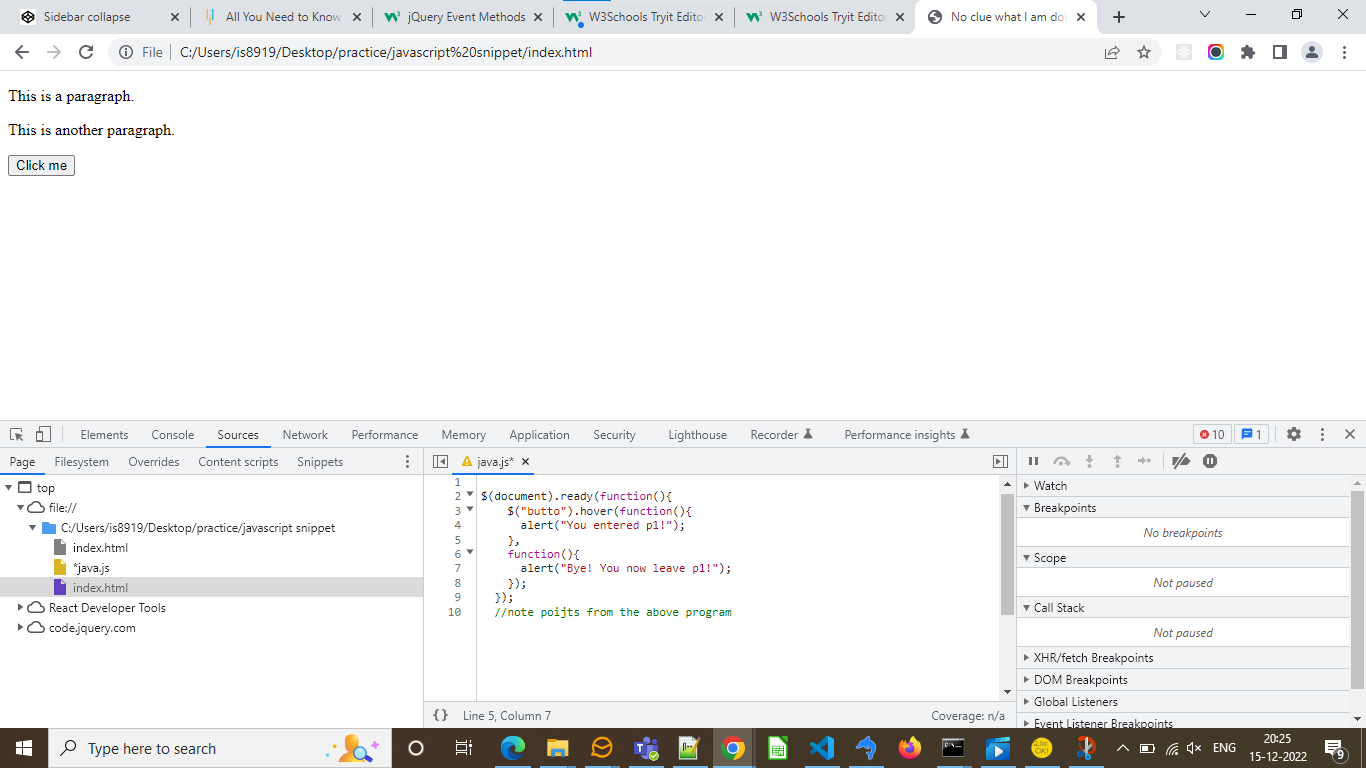 Sidebar collapse
All You Need to Know
jQuery Event Methods
W3Schools Tryit Editor
W3Schools Tryit Editor
No clue what I am doi
File
C:/Users/is8919/Desktop/practice/javascript%20snippet/index.html
This is a paragraph.
This is another paragraph.
Click me
Elements
Console
Sources
Network
Performance
Memory
Application
Security
Lighthouse
Recorder
Performance insights
10
1
Page
Filesystem
Overrides
Content scripts
Snippets
top
file://
C:/Users/is8919/Desktop/practice/javascript snippet
index.html
*java.js
index.html
React Developer Tools
code.jquery.com
java.js*
1
2 $(document).ready(function(){
3 $("butto").hover(function(){
4 alert("You entered p1!");
5 },
6 function(){
7 alert("Bye! You now leave p1!");
8 });
9 });
10 //note poijts from the above program
{} Line 5, Column 7
Coverage: n/a
Watch
Breakpoints
No breakpoints
Scope
Not paused
Call Stack
Not paused
XHR/fetch Breakpoints
DOM Breakpoints
Global Listeners
Event Listener Breakpoints
Type here to search
ENG
20:25
15-12-2022
9